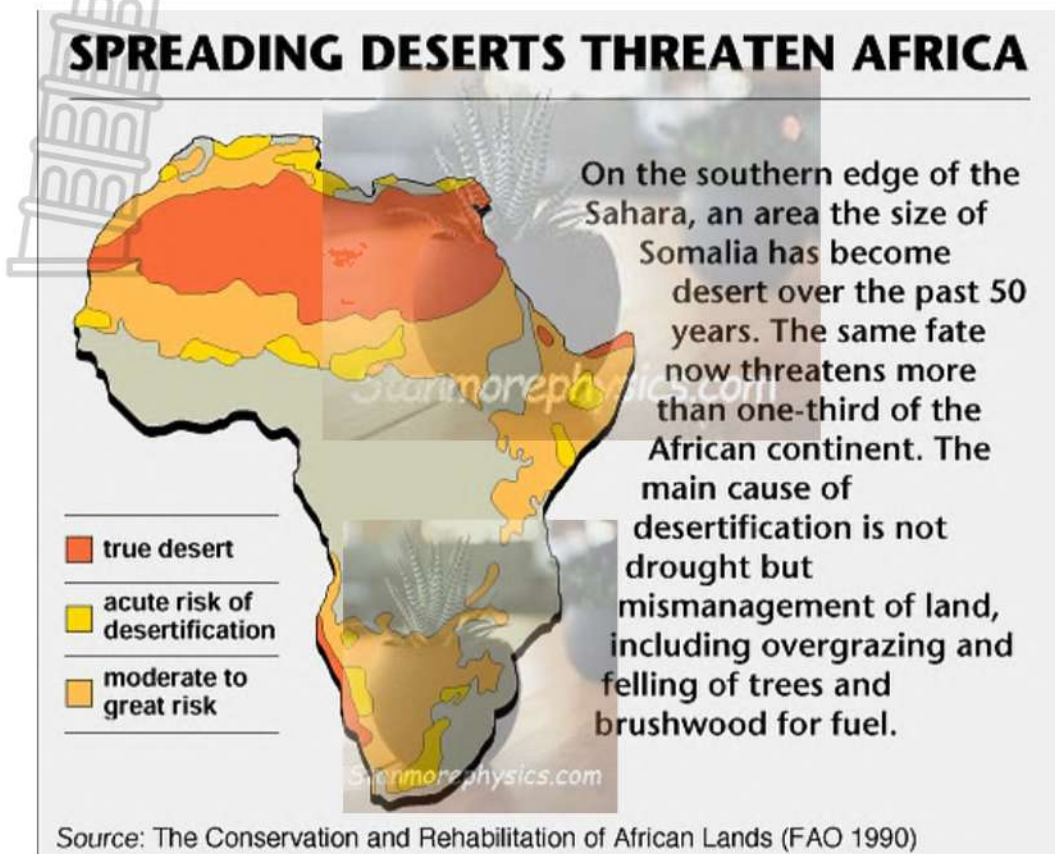 SPREADING DESERTS THREATEN AFRICA
On the southern edge of the
Sahara, an area the size of
Somalia has become
desert over the past 50
years. The same fate
now threatens more
than one-third of the
African continent. The
main cause of
desertification is not
drought but
mismanagement of land,
including overgrazing and
felling of trees and
brushwood for fuel.
Stanmorephysics.com
true desert
acute risk of
desertification
moderate to
great risk
Stanmorephysics.com
Source: The Conservation and Rehabilitation of African Lands (FAO 1990)